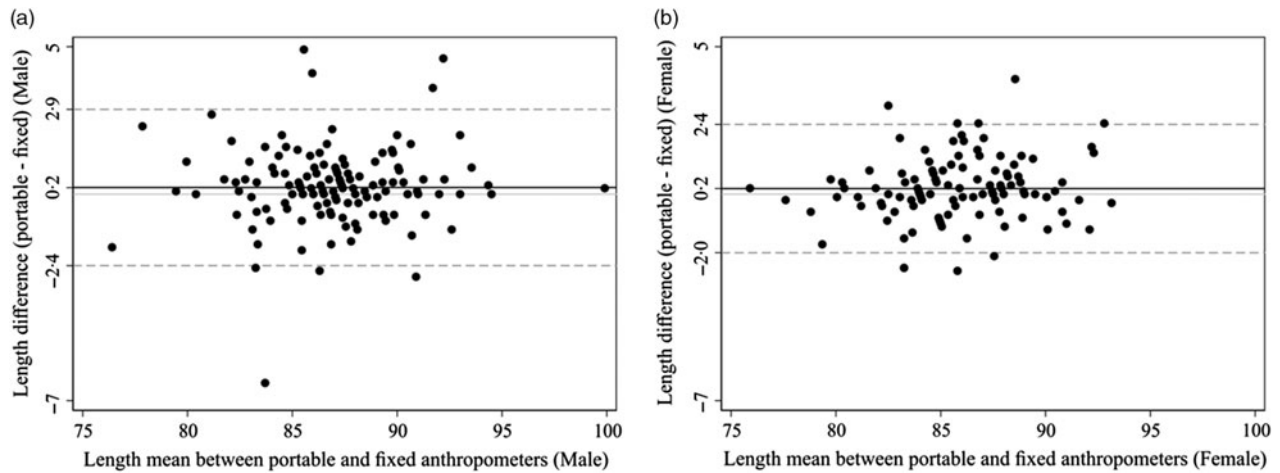 (a)
Length difference (portable - fixed) (Male)
5
2·9
0·2
-2·4
-7
75 80 85 90 95 100
Length mean between portable and fixed anthropometers (Male)
(b)
Length difference (portable - fixed) (Female)
5
2·4
0·2
-2·0
-7
75 80 85 90 95 100
Length mean between portable and fixed anthropometers (Female)